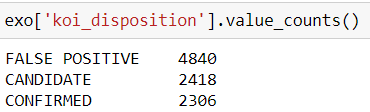 exo['koi_disposition'].value_counts()
FALSE POSITIVE    4840
CANDIDATE         2418
CONFIRMED         2306